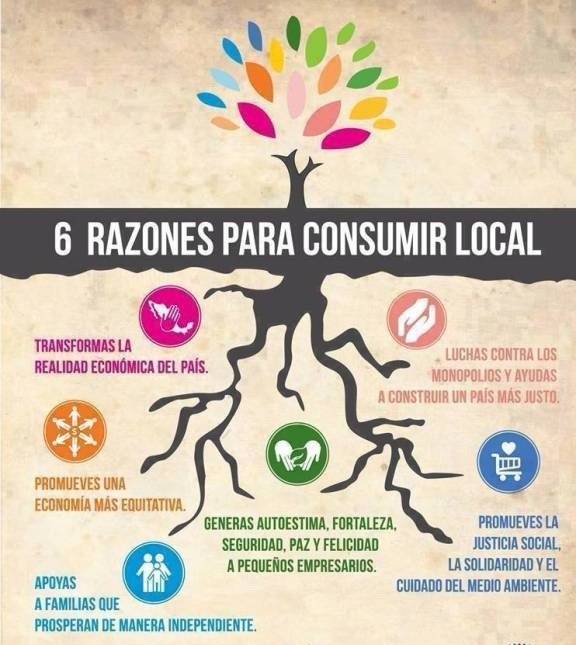 6 RAZONES PARA CONSUMIR LOCAL
TRANSFORMAS LA
REALIDAD ECONÓMICA DEL PAÍS.
LUCHAS CONTRA LOS
MONOPOLIOS Y AYUDAS
A CONSTRUIR UN PAÍS MÁS JUSTO.
PROMUEVES UNA
ECONOMÍA MÁS EQUITATIVA.
$
GENERAS AUTOESTIMA, FORTALEZA,
SEGURIDAD, PAZ Y FELICIDAD
A PEQUEÑOS EMPRESARIOS.
PROMUEVES LA
JUSTICIA SOCIAL,
LA SOLIDARIDAD Y EL
CUIDADO DEL MEDIO AMBIENTE.
APOYAS
A FAMILIAS QUE
PROSPERAN DE MANERA INDEPENDIENTE.